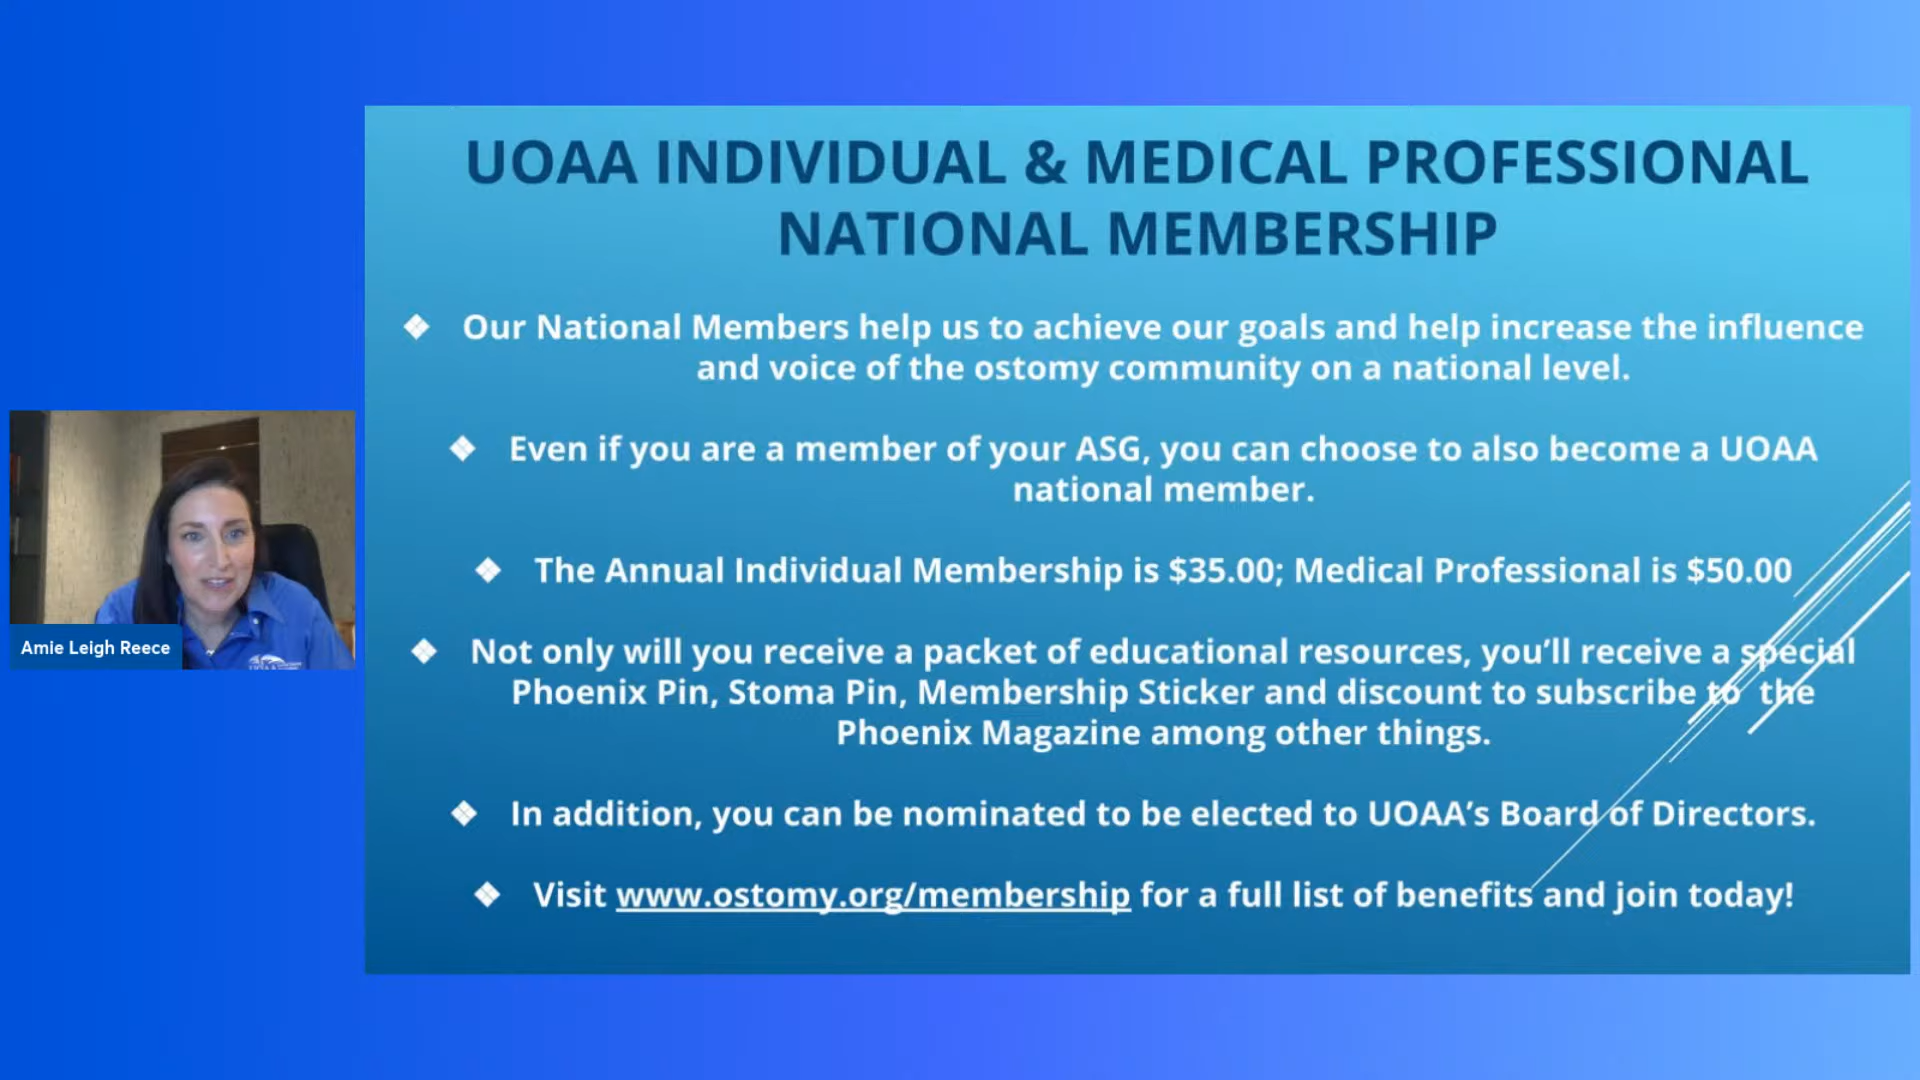 UOAA INDIVIDUAL & MEDICAL PROFESSIONAL
NATIONAL MEMBERSHIP
❖ Our National Members help us to achieve our goals and help increase the influence
and voice of the ostomy community on a national level.
❖ Even if you are a member of your ASG, you can choose to also become a UOAA
national member.
❖ The Annual Individual Membership is $35.00; Medical Professional is $50.00
❖ Not only will you receive a packet of educational resources, you’ll receive a special
Phoenix Pin, Stoma Pin, Membership Sticker and discount to subscribe to the
Phoenix Magazine among other things.
❖ In addition, you can be nominated to be elected to UOAA’s Board of Directors.
❖ Visit www.ostomy.org/membership for a full list of benefits and join today!
Amie Leigh Reece